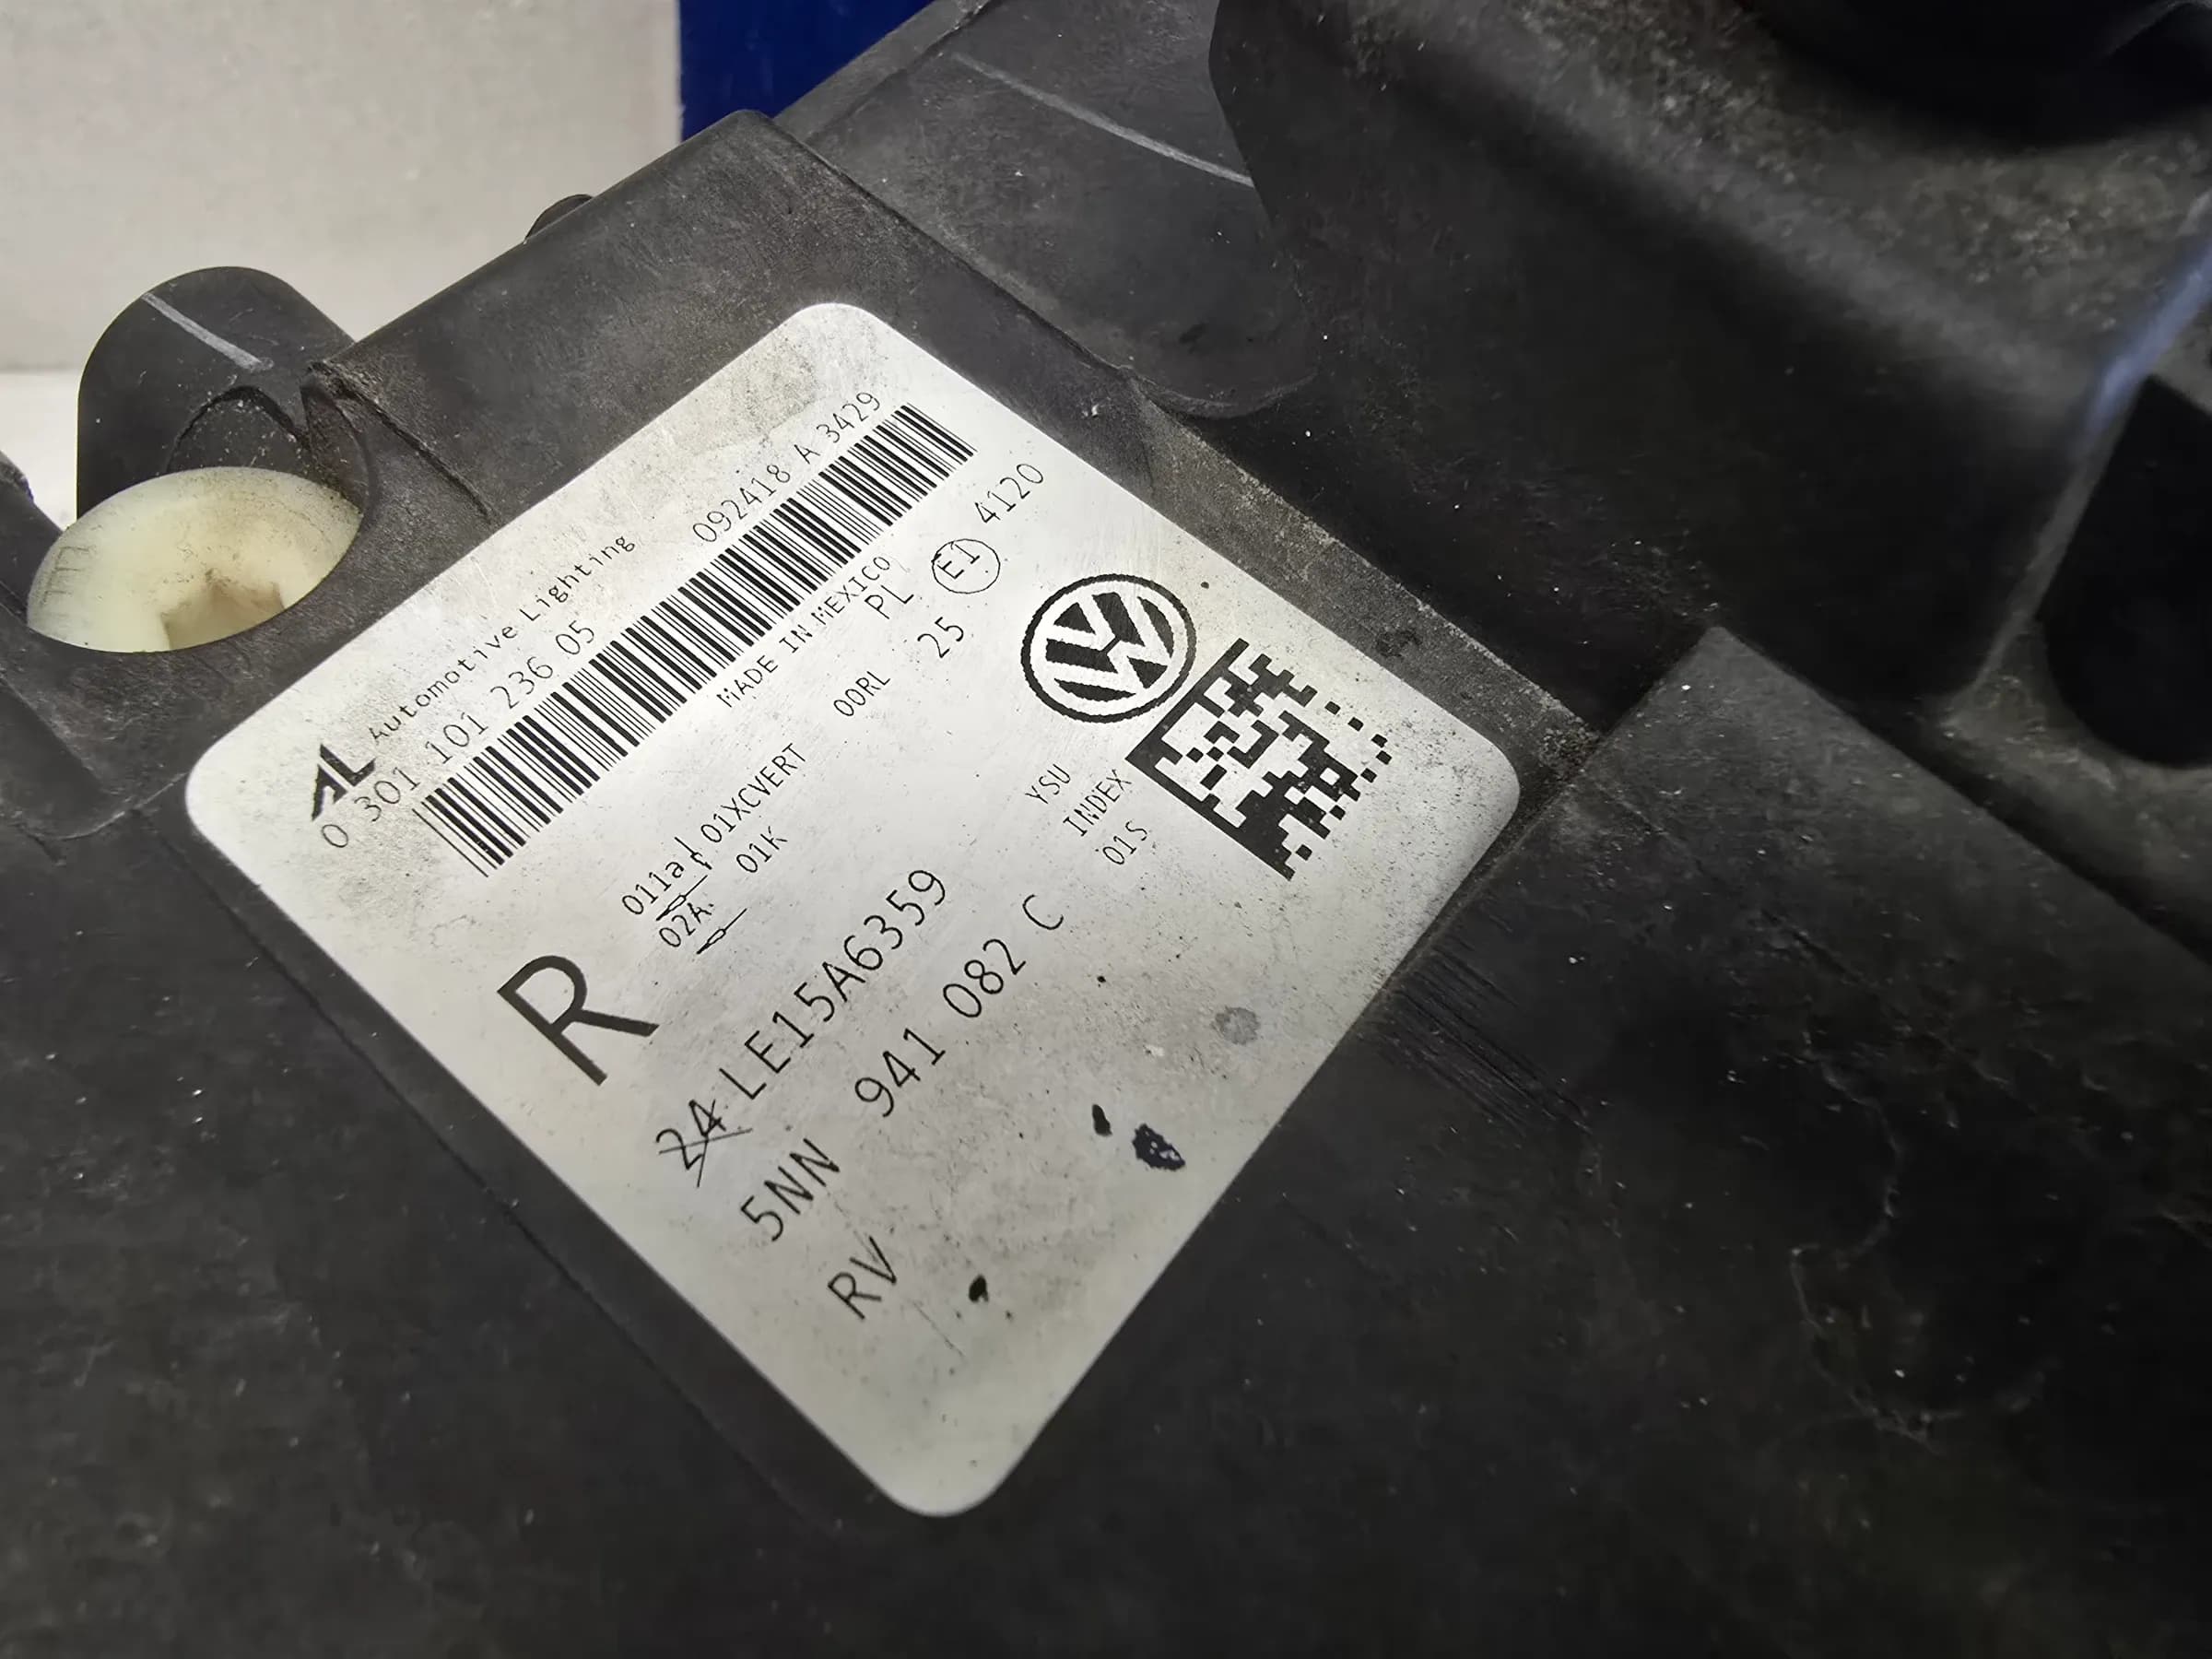 AL Automotive Lighting 092418 A 3429
0 301 101 236 05
MADE IN MEXICO
PL E1 4120
011a 01XCVERT 00RL 25
02A 01K
R
YSU
INDEX
01S
24 LE15A6359
5NN 941 082 C
RV